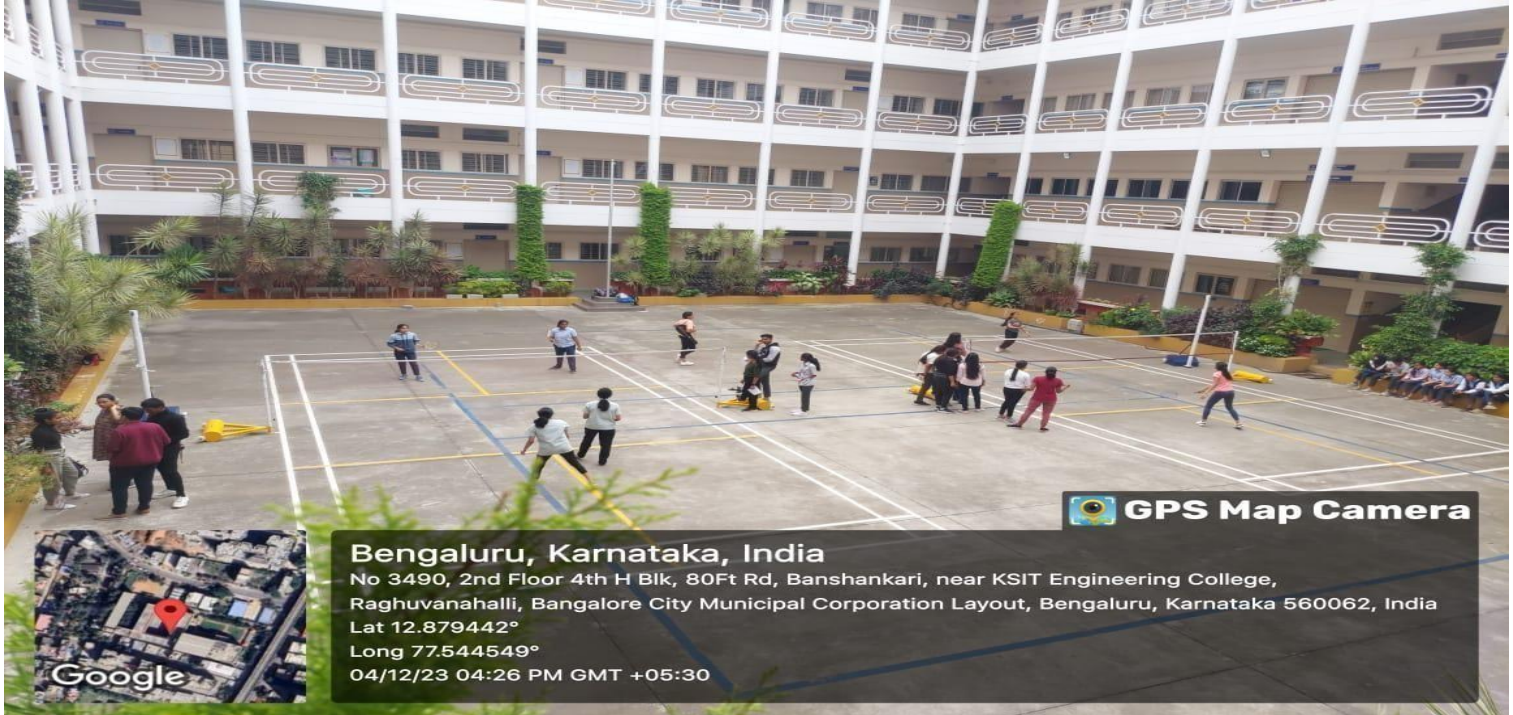 GPS Map Camera
Bengaluru, Karnataka, India
No 3490, 2nd Floor 4th H Blk, 80Ft Rd, Banshankari, near KSIT Engineering College,
Raghuvanahalli, Bangalore City Municipal Corporation Layout, Bengaluru, Karnataka 560062, India
Lat 12.879442°
Long 77.544549°
04/12/23 04:26 PM GMT +05:30
Google